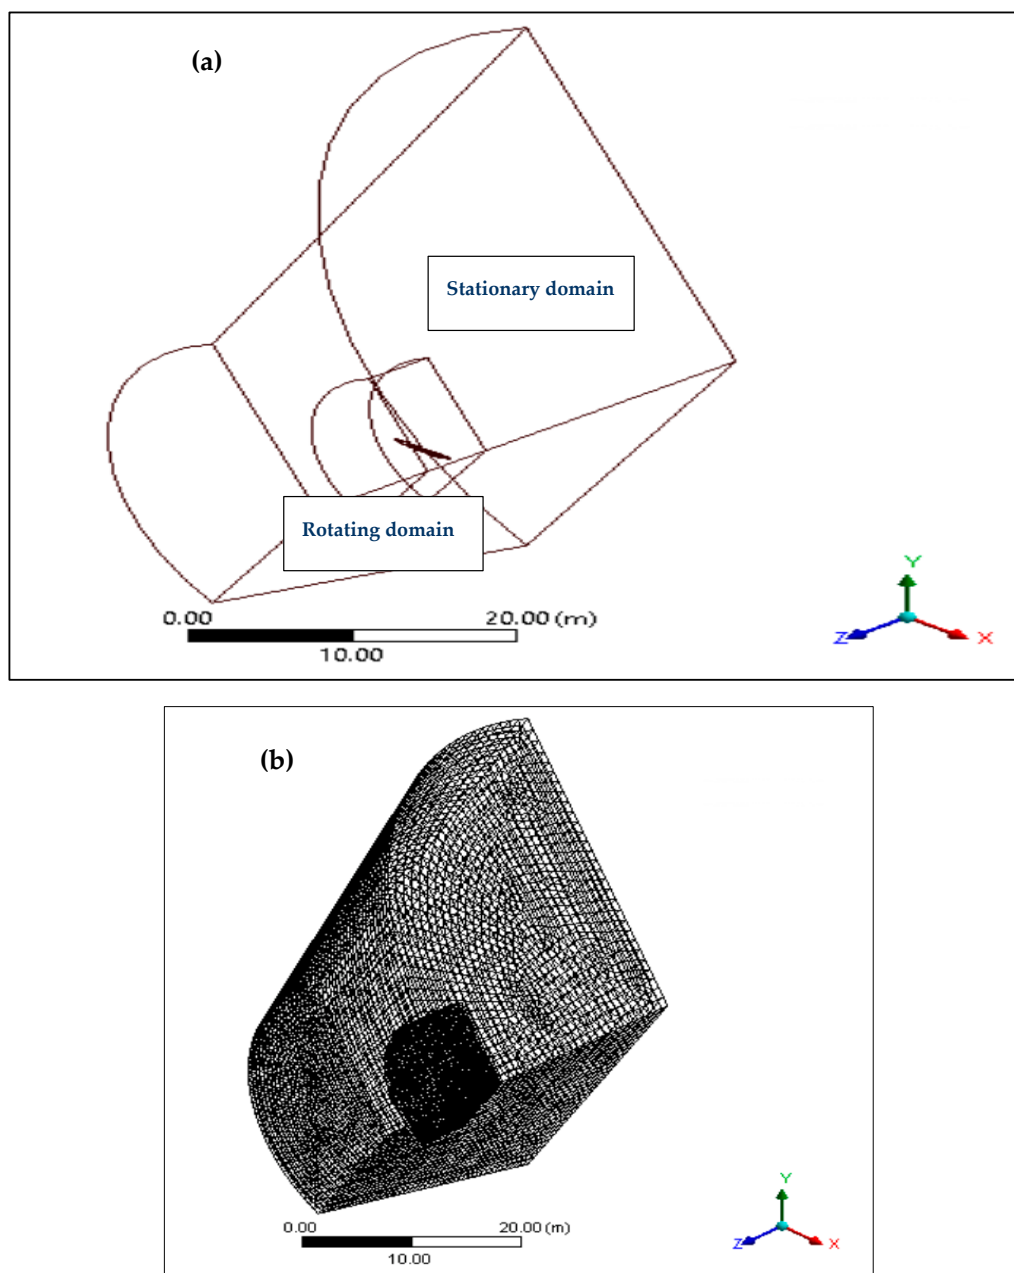 (a)
Stationary domain
Rotating domain
0.00 20.00 (m)
10.00
Y
Z X
(b)
0.00 20.00 (m)
10.00
Y
Z X